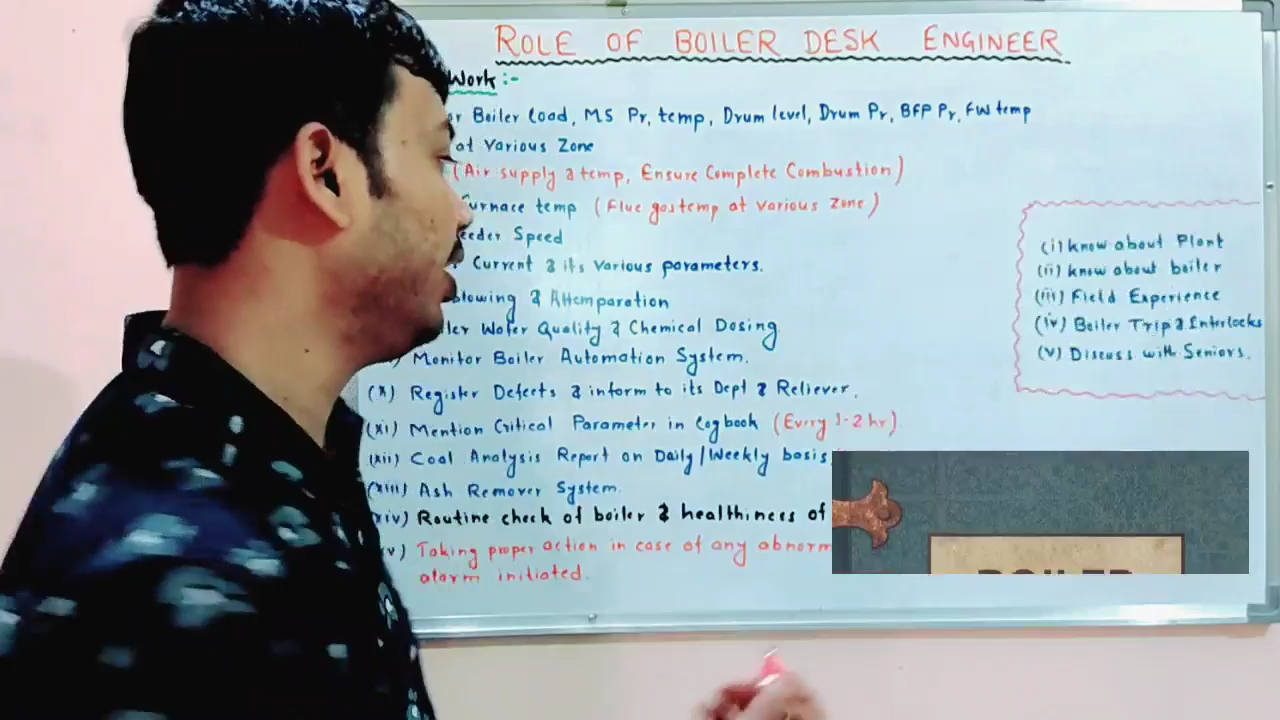 ROLE OF BOILER DESK ENGINEER
Work :-
Boiler load, MS Pr, temp, Drum level, Drum Pr, BFP Pr, FW temp
at Various Zone
(Air supply & temp, Ensure Complete Combustion)
Furnace temp (Flue gas temp at various Zone)
Speed
Current & its various parameters.
& Attemparation
Water Quality & Chemical Dosing
Monitor Boiler Automation System.
(x) Register Defects & inform to its Dept & Reliever.
(xi) Mention Critical Parameter in logbook (Every 1-2 hr)
(xii) Coal Analysis Report on Daily/Weekly basis.
(xiii) Ash Remover System.
xiv) Routine check of boiler & healthiness of
v) Taking proper action in case of any abnorm
alarm initiated.
(i) know about Plant
(ii) know about boiler
(iii) Field Experience
(iv) Boiler Trip & Interlocks
(v) Discuss with Seniors.
BOILER